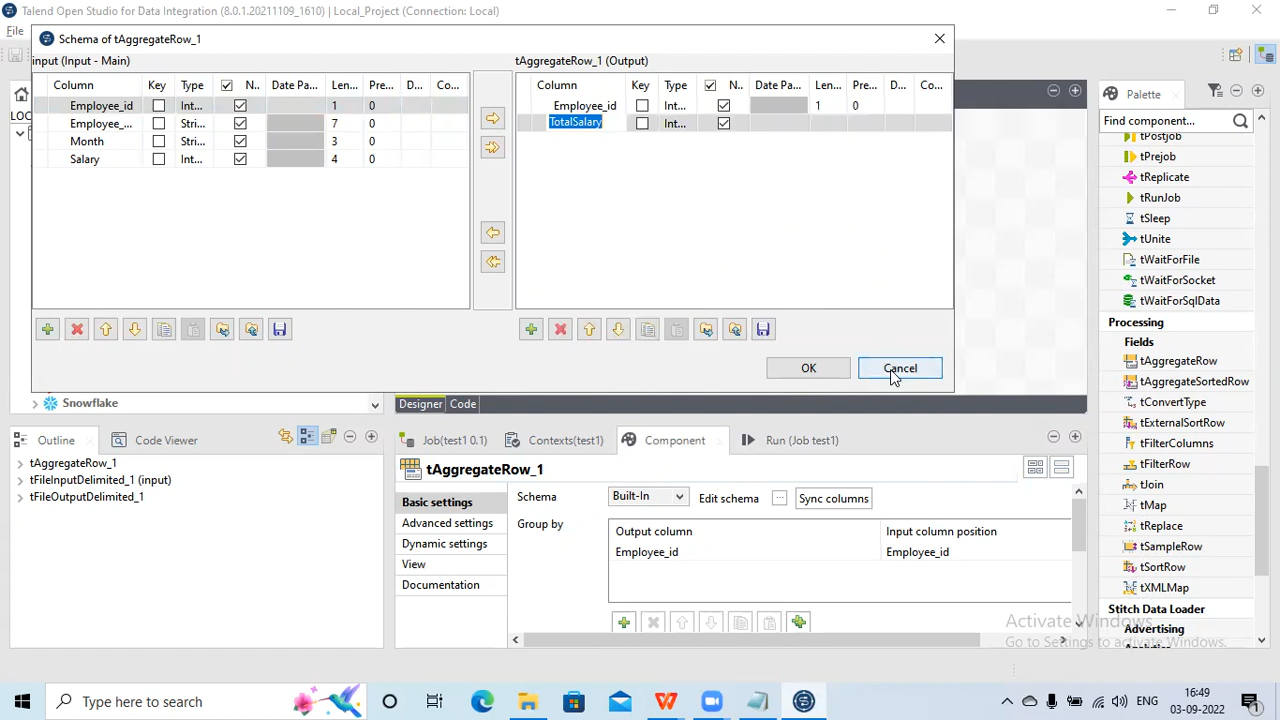 Talend Open Studio for Data Integration (8.0.1.20211109_1610) | Local_Project (Connection: Local)
File
Schema of tAggregateRow_1
input (Input - Main)
tAggregateRow_1 (Output)
Column Key Type N.. Date Pa... Len... Pre... D... Co...
Employee_id Int... 1 0
Employee_... Stri... 7 0
Month Stri... 3 0
Salary Int... 4 0
Column Key Type N.. Date Pa... Len... Pre... D... Co...
Employee_id Int... 1 0
TotalSalary Int...
OK Cancel
LOC
Snowflake
Designer Code
Palette
Find component...
tPostjob
tPrejob
tReplicate
tRunJob
tSleep
tUnite
tWaitForFile
tWaitForSocket
tWaitForSqlData
Processing
Fields
tAggregateRow
tAggregateSortedRow
tConvertType
tExternalSortRow
tFilterColumns
tFilterRow
tJoin
tMap
tReplace
tSampleRow
tSortRow
tXMLMap
Stitch Data Loader
Advertising
Outline Code Viewer
tAggregateRow_1
tFileInputDelimited_1 (input)
tFileOutputDelimited_1
Job(test1 0.1) Contexts(test1) Component Run (Job test1)
tAggregateRow_1
Basic settings
Advanced settings
Dynamic settings
View
Documentation
Schema Built-In Edit schema ... Sync columns
Group by
Output column Input column position
Employee_id Employee_id
Activate Windows
Go to Settings to activate Windows.
Type here to search
ENG
16:49
03-09-2022
1